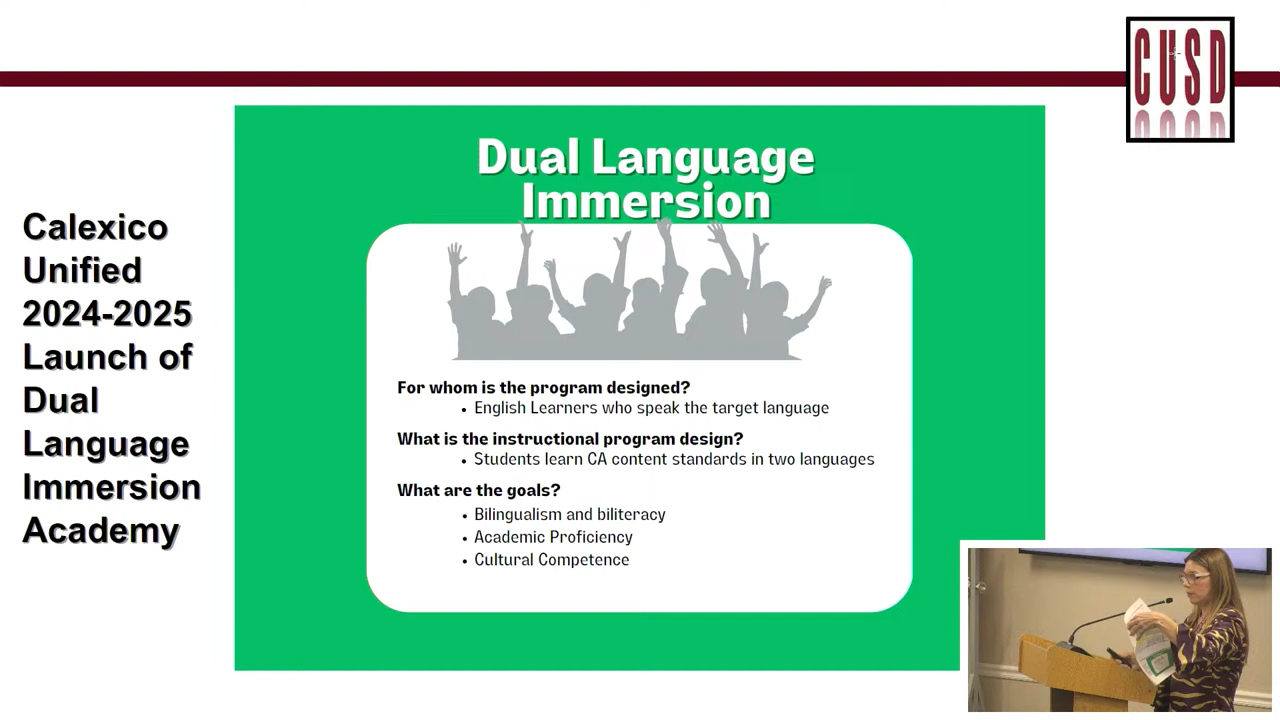 CUSD
Calexico
Unified
2024-2025
Launch of
Dual
Language
Immersion
Academy
Dual Language
Immersion
For whom is the program designed?
• English Learners who speak the target language
What is the instructional program design?
• Students learn CA content standards in two languages
What are the goals?
• Bilingualism and biliteracy
• Academic Proficiency
• Cultural Competence